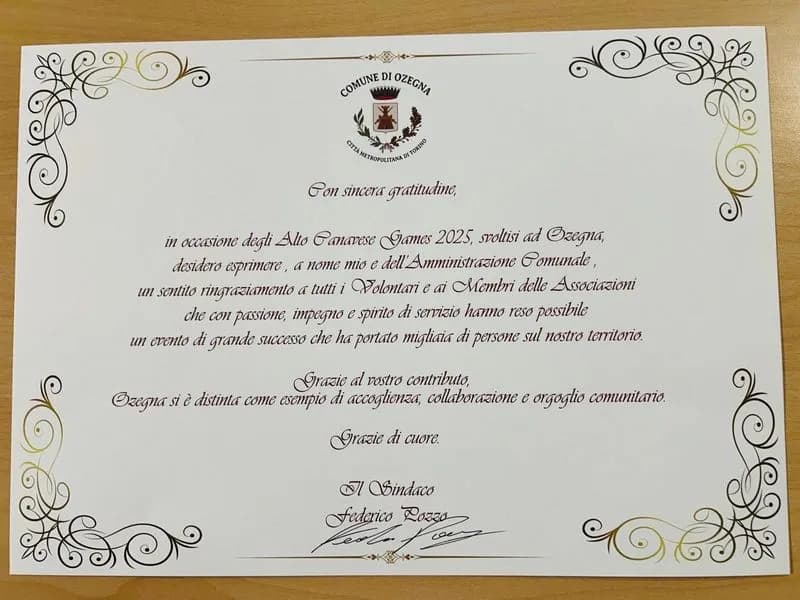 COMUNE DI OZEGNA
CITTÀ METROPOLITANA DI TORINO
Con sincera gratitudine,
in occasione degli Alto Canavese Games 2025, svoltisi ad Ozegna,
desidero esprimere , a nome mio e dell'Amministrazione Comunale ,
un sentito ringraziamento a tutti i Volontari e ai Membri delle Associazioni
che con passione, impegno e spirito di servizio hanno reso possibile
un evento di grande successo che ha portato migliaia di persone sul nostro territorio.
Grazie al vostro contributo,
Ozegna si è distinta come esempio di accoglienza, collaborazione e orgoglio comunitario.
Grazie di cuore.
Il Sindaco
Federico Pozzo